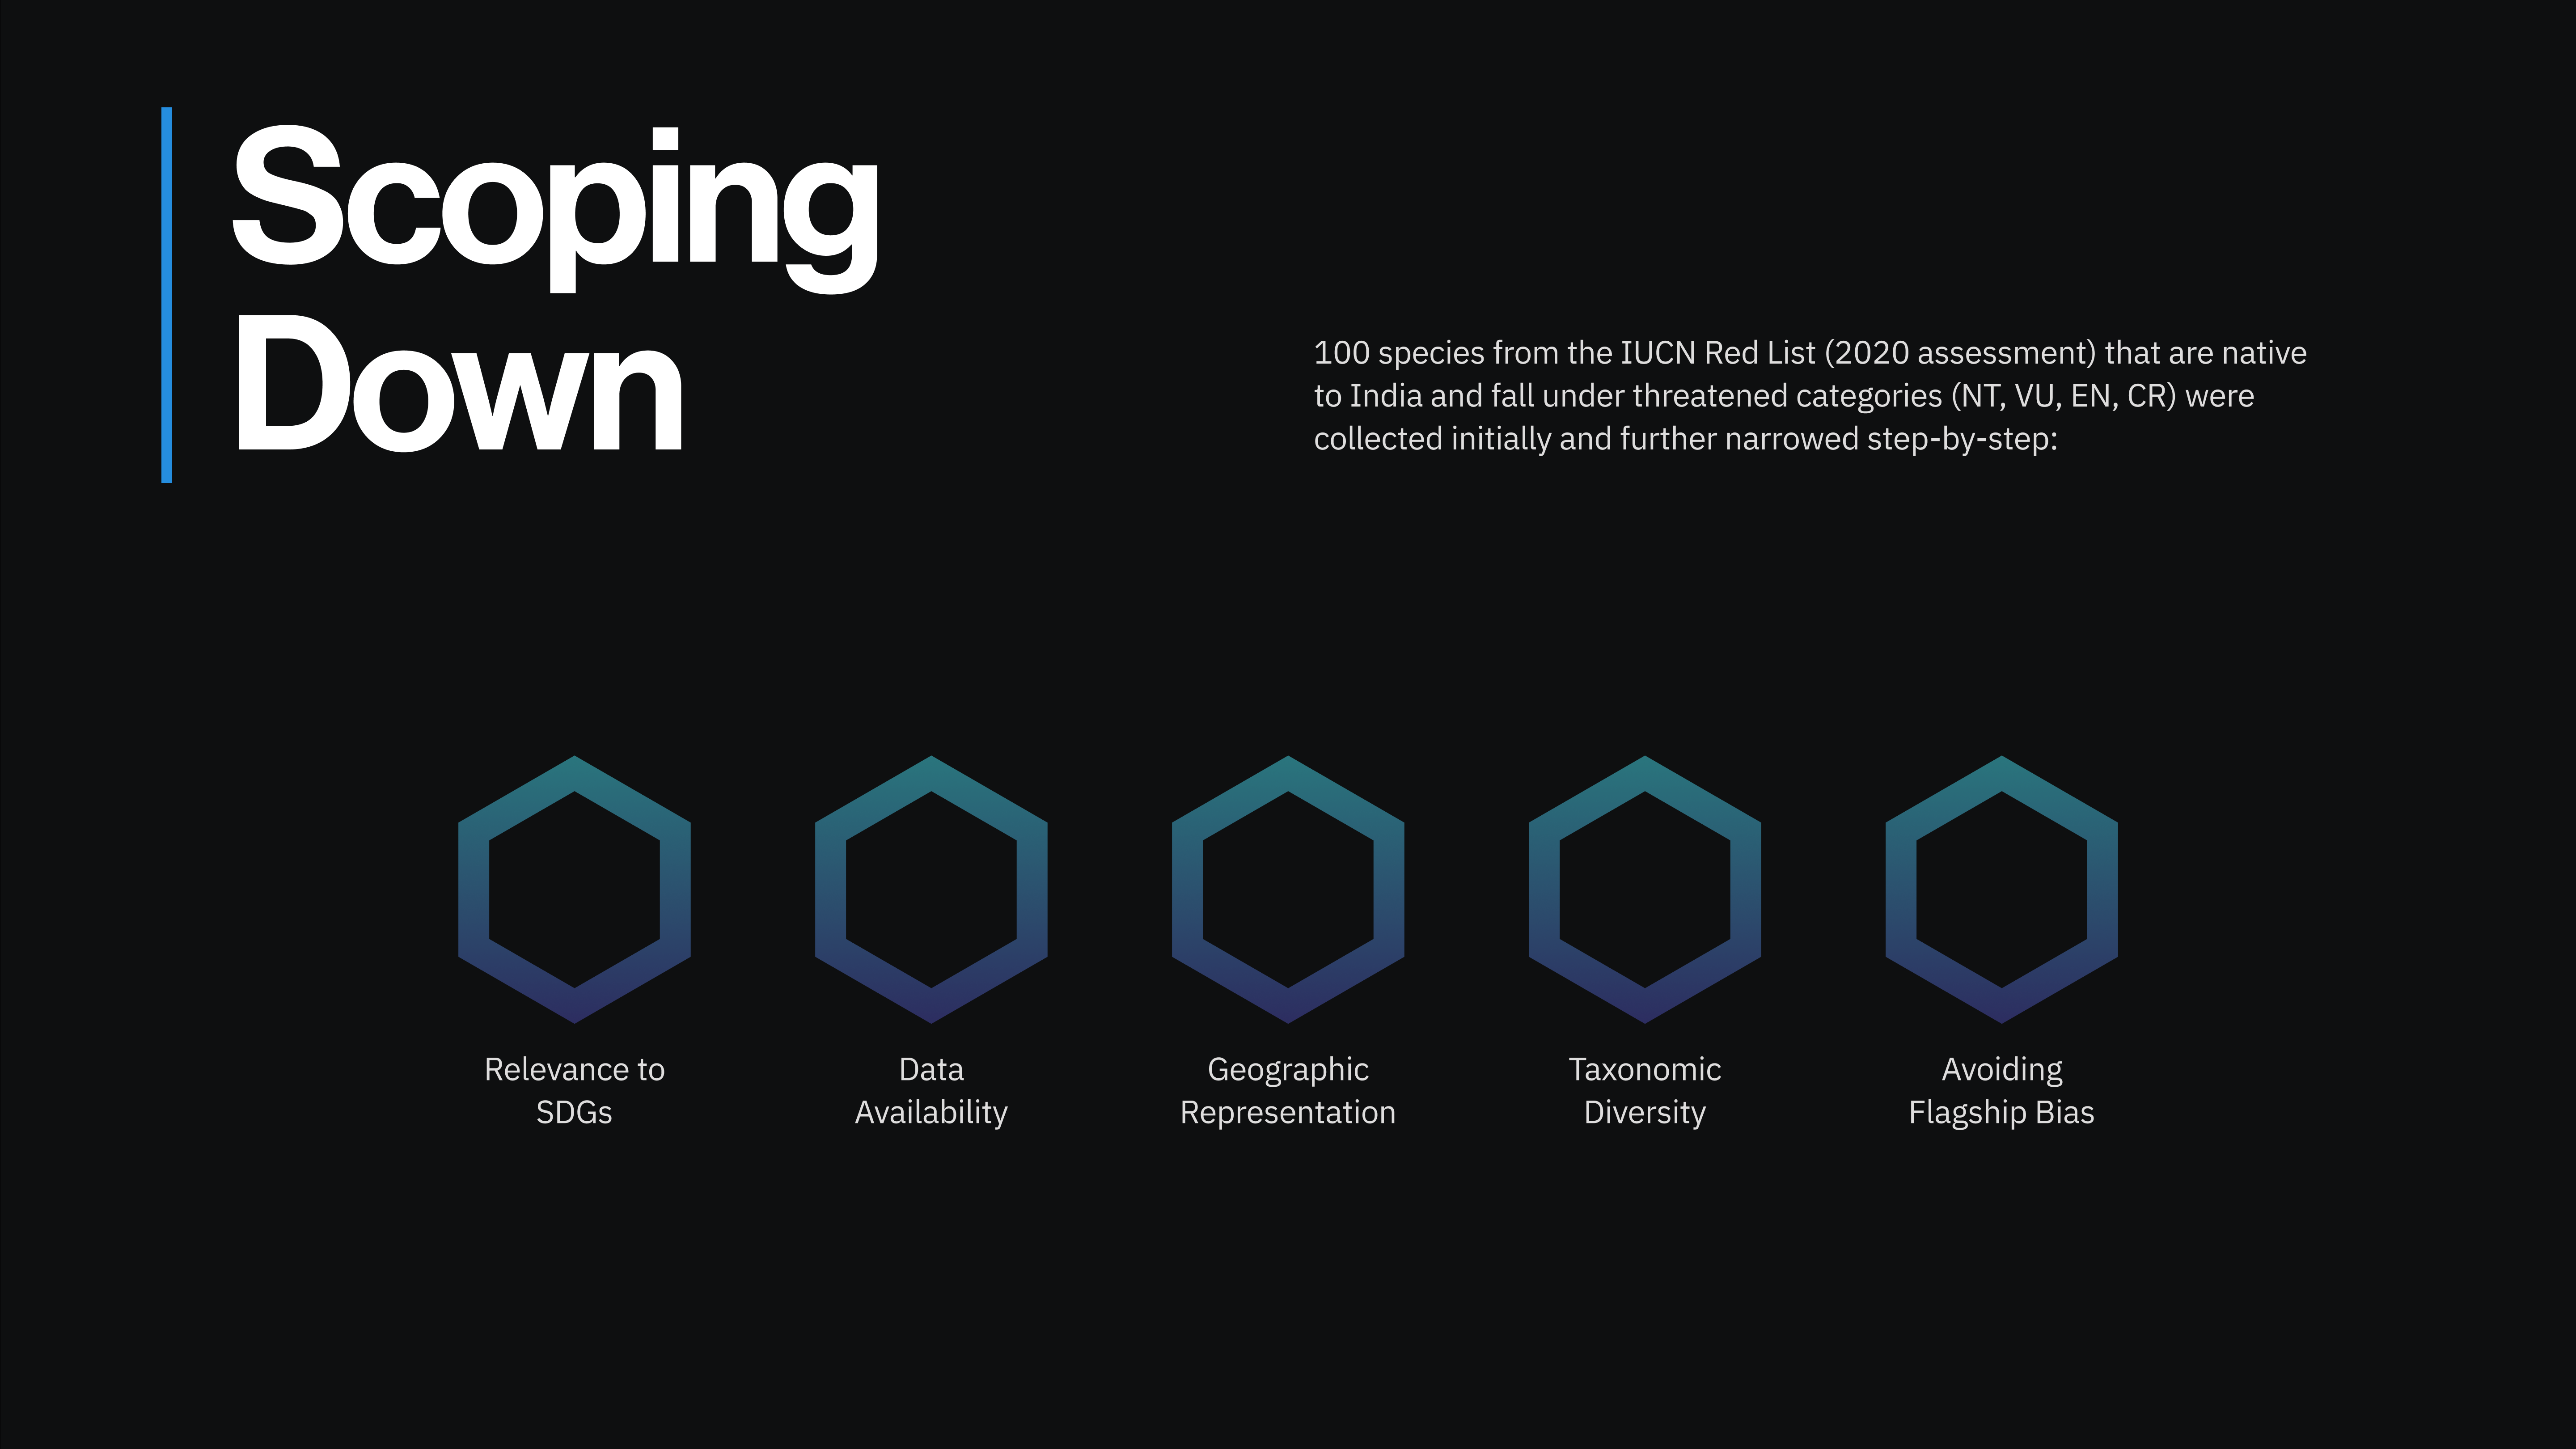 Scoping
Down
100 species from the IUCN Red List (2020 assessment) that are native
to India and fall under threatened categories (NT, VU, EN, CR) were
collected initially and further narrowed step-by-step:
Relevance to
SDGs
Data
Availability
Geographic
Representation
Taxonomic
Diversity
Avoiding
Flagship Bias